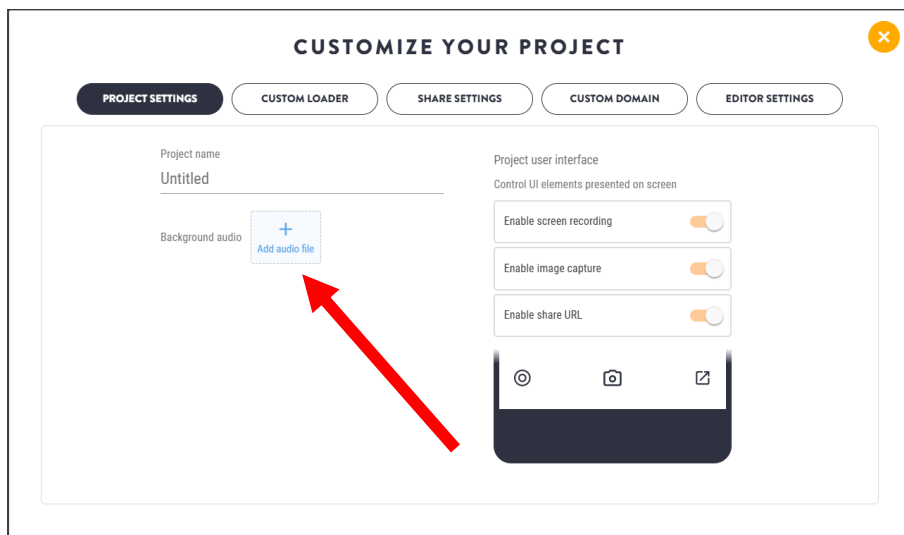 CUSTOMIZE YOUR PROJECT
PROJECT SETTINGS
CUSTOM LOADER
SHARE SETTINGS
CUSTOM DOMAIN
EDITOR SETTINGS
Project name
Untitled
Background audio
Add audio file
Project user interface
Control UI elements presented on screen
Enable screen recording
Enable image capture
Enable share URL